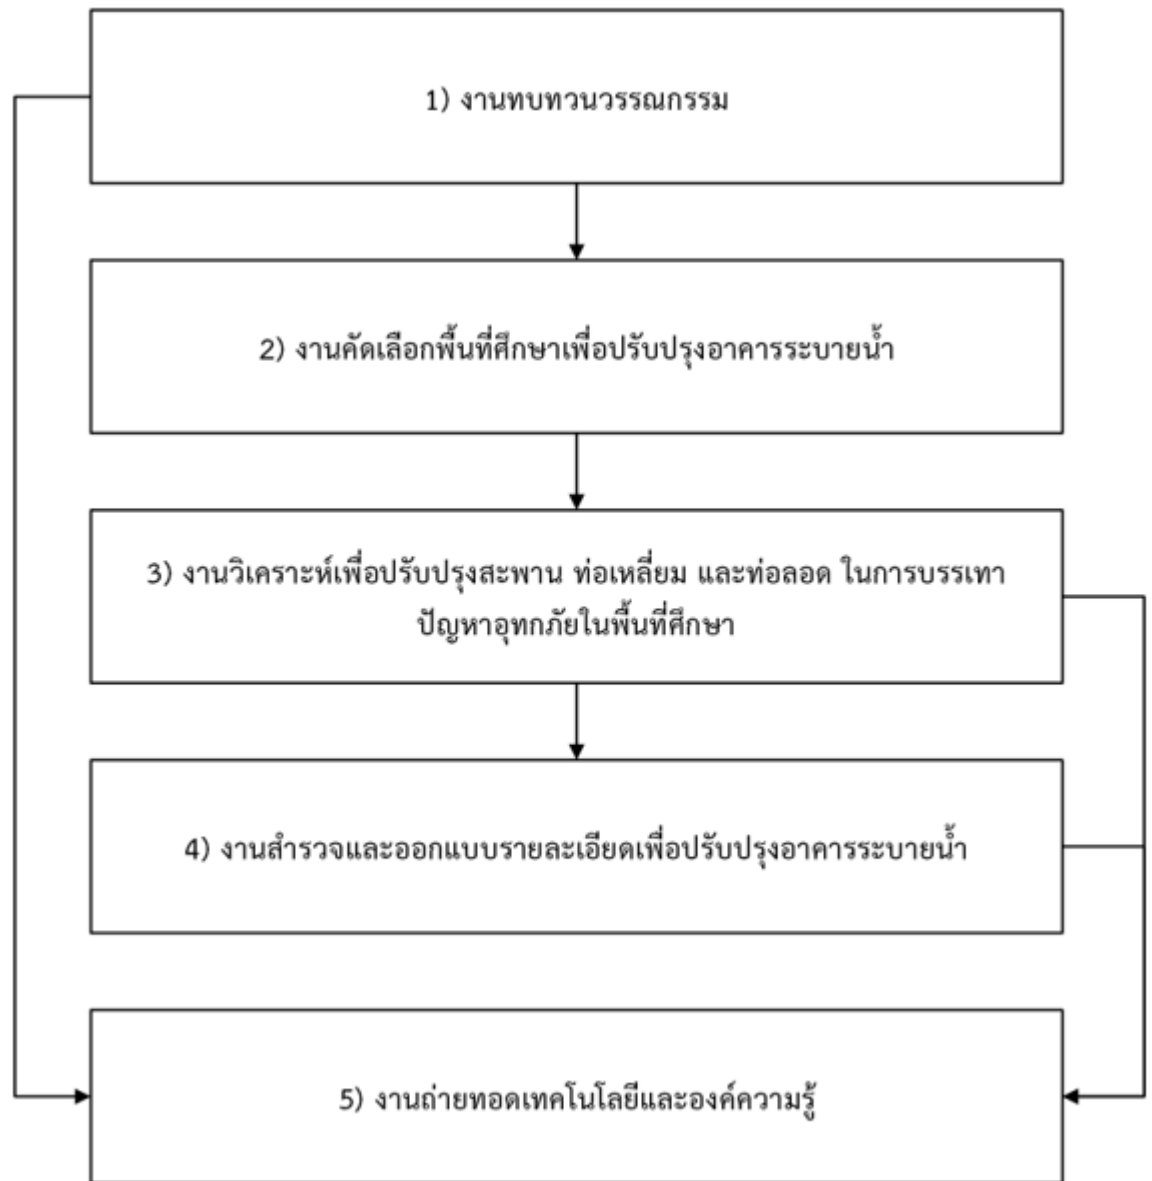 1) งานทบทวนวรรณกรรม
2) งานคัดเลือกพื้นที่ศึกษาเพื่อปรับปรุงอาคารระบายน้ำ
3) งานวิเคราะห์เพื่อปรับปรุงสะพาน ท่อเหลี่ยม และท่อลอด ในการบรรเทา
ปัญหาอุทกภัยในพื้นที่ศึกษา
4) งานสำรวจและออกแบบรายละเอียดเพื่อปรับปรุงอาคารระบายน้ำ
5) งานถ่ายทอดเทคโนโลยีและองค์ความรู้